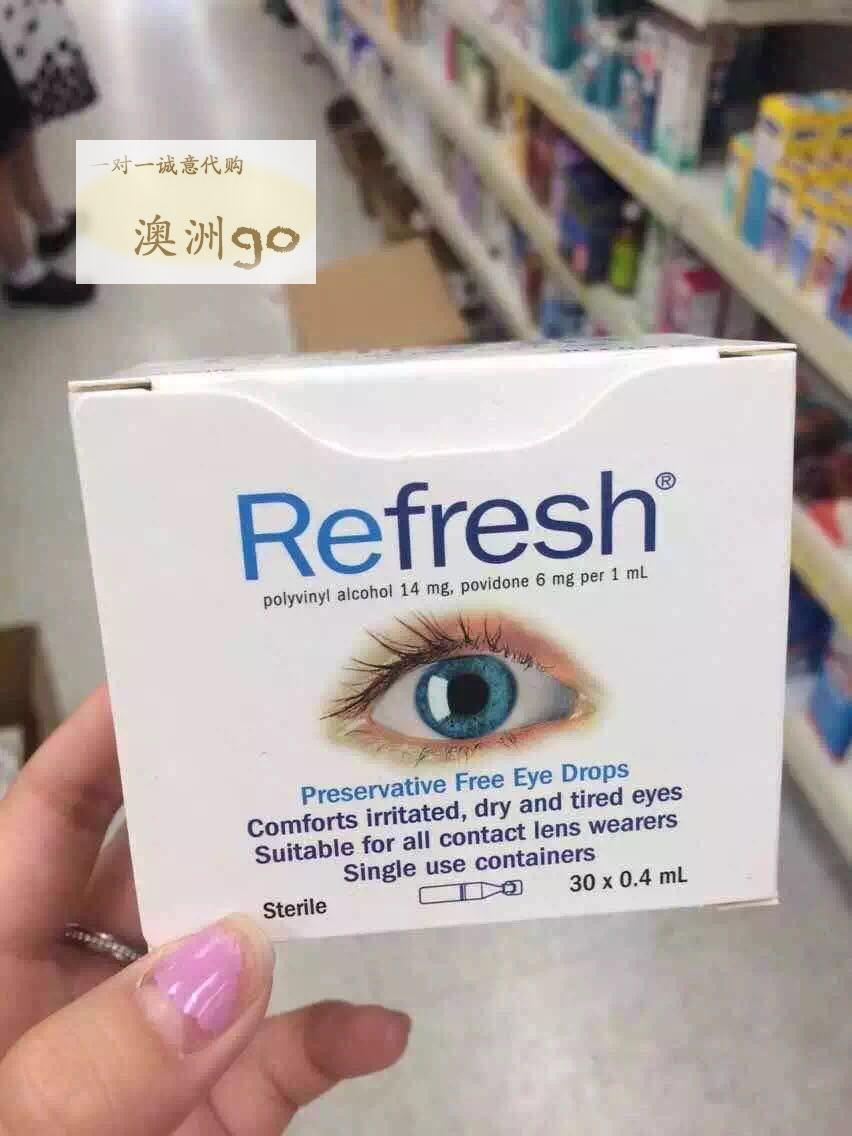 一对一诚意代购
澳洲go
Refresh®
polyvinyl alcohol 14 mg, povidone 6 mg per 1 mL
Preservative Free Eye Drops
Comforts irritated, dry and tired eyes
Suitable for all contact lens wearers
Single use containers
Sterile
30 x 0.4 mL